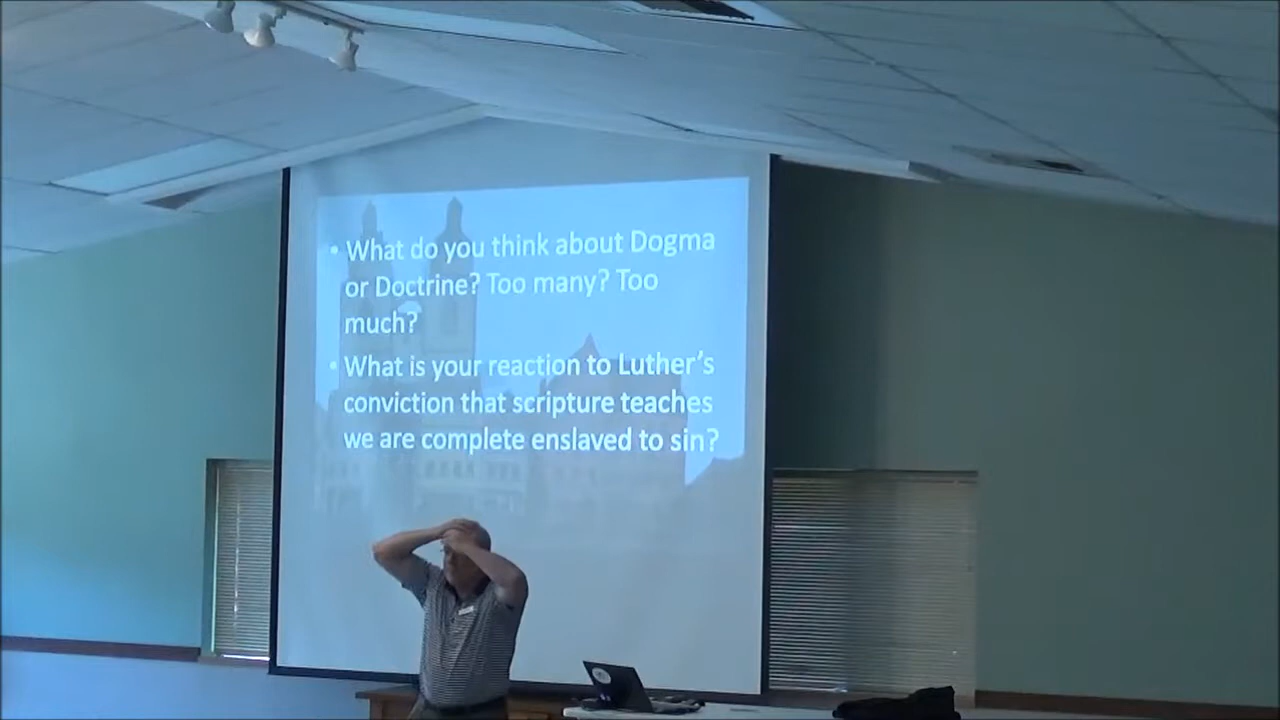 • What do you think about Dogma
or Doctrine? Too many? Too
much?
• What is your reaction to Luther's
conviction that scripture teaches
we are complete enslaved to sin?